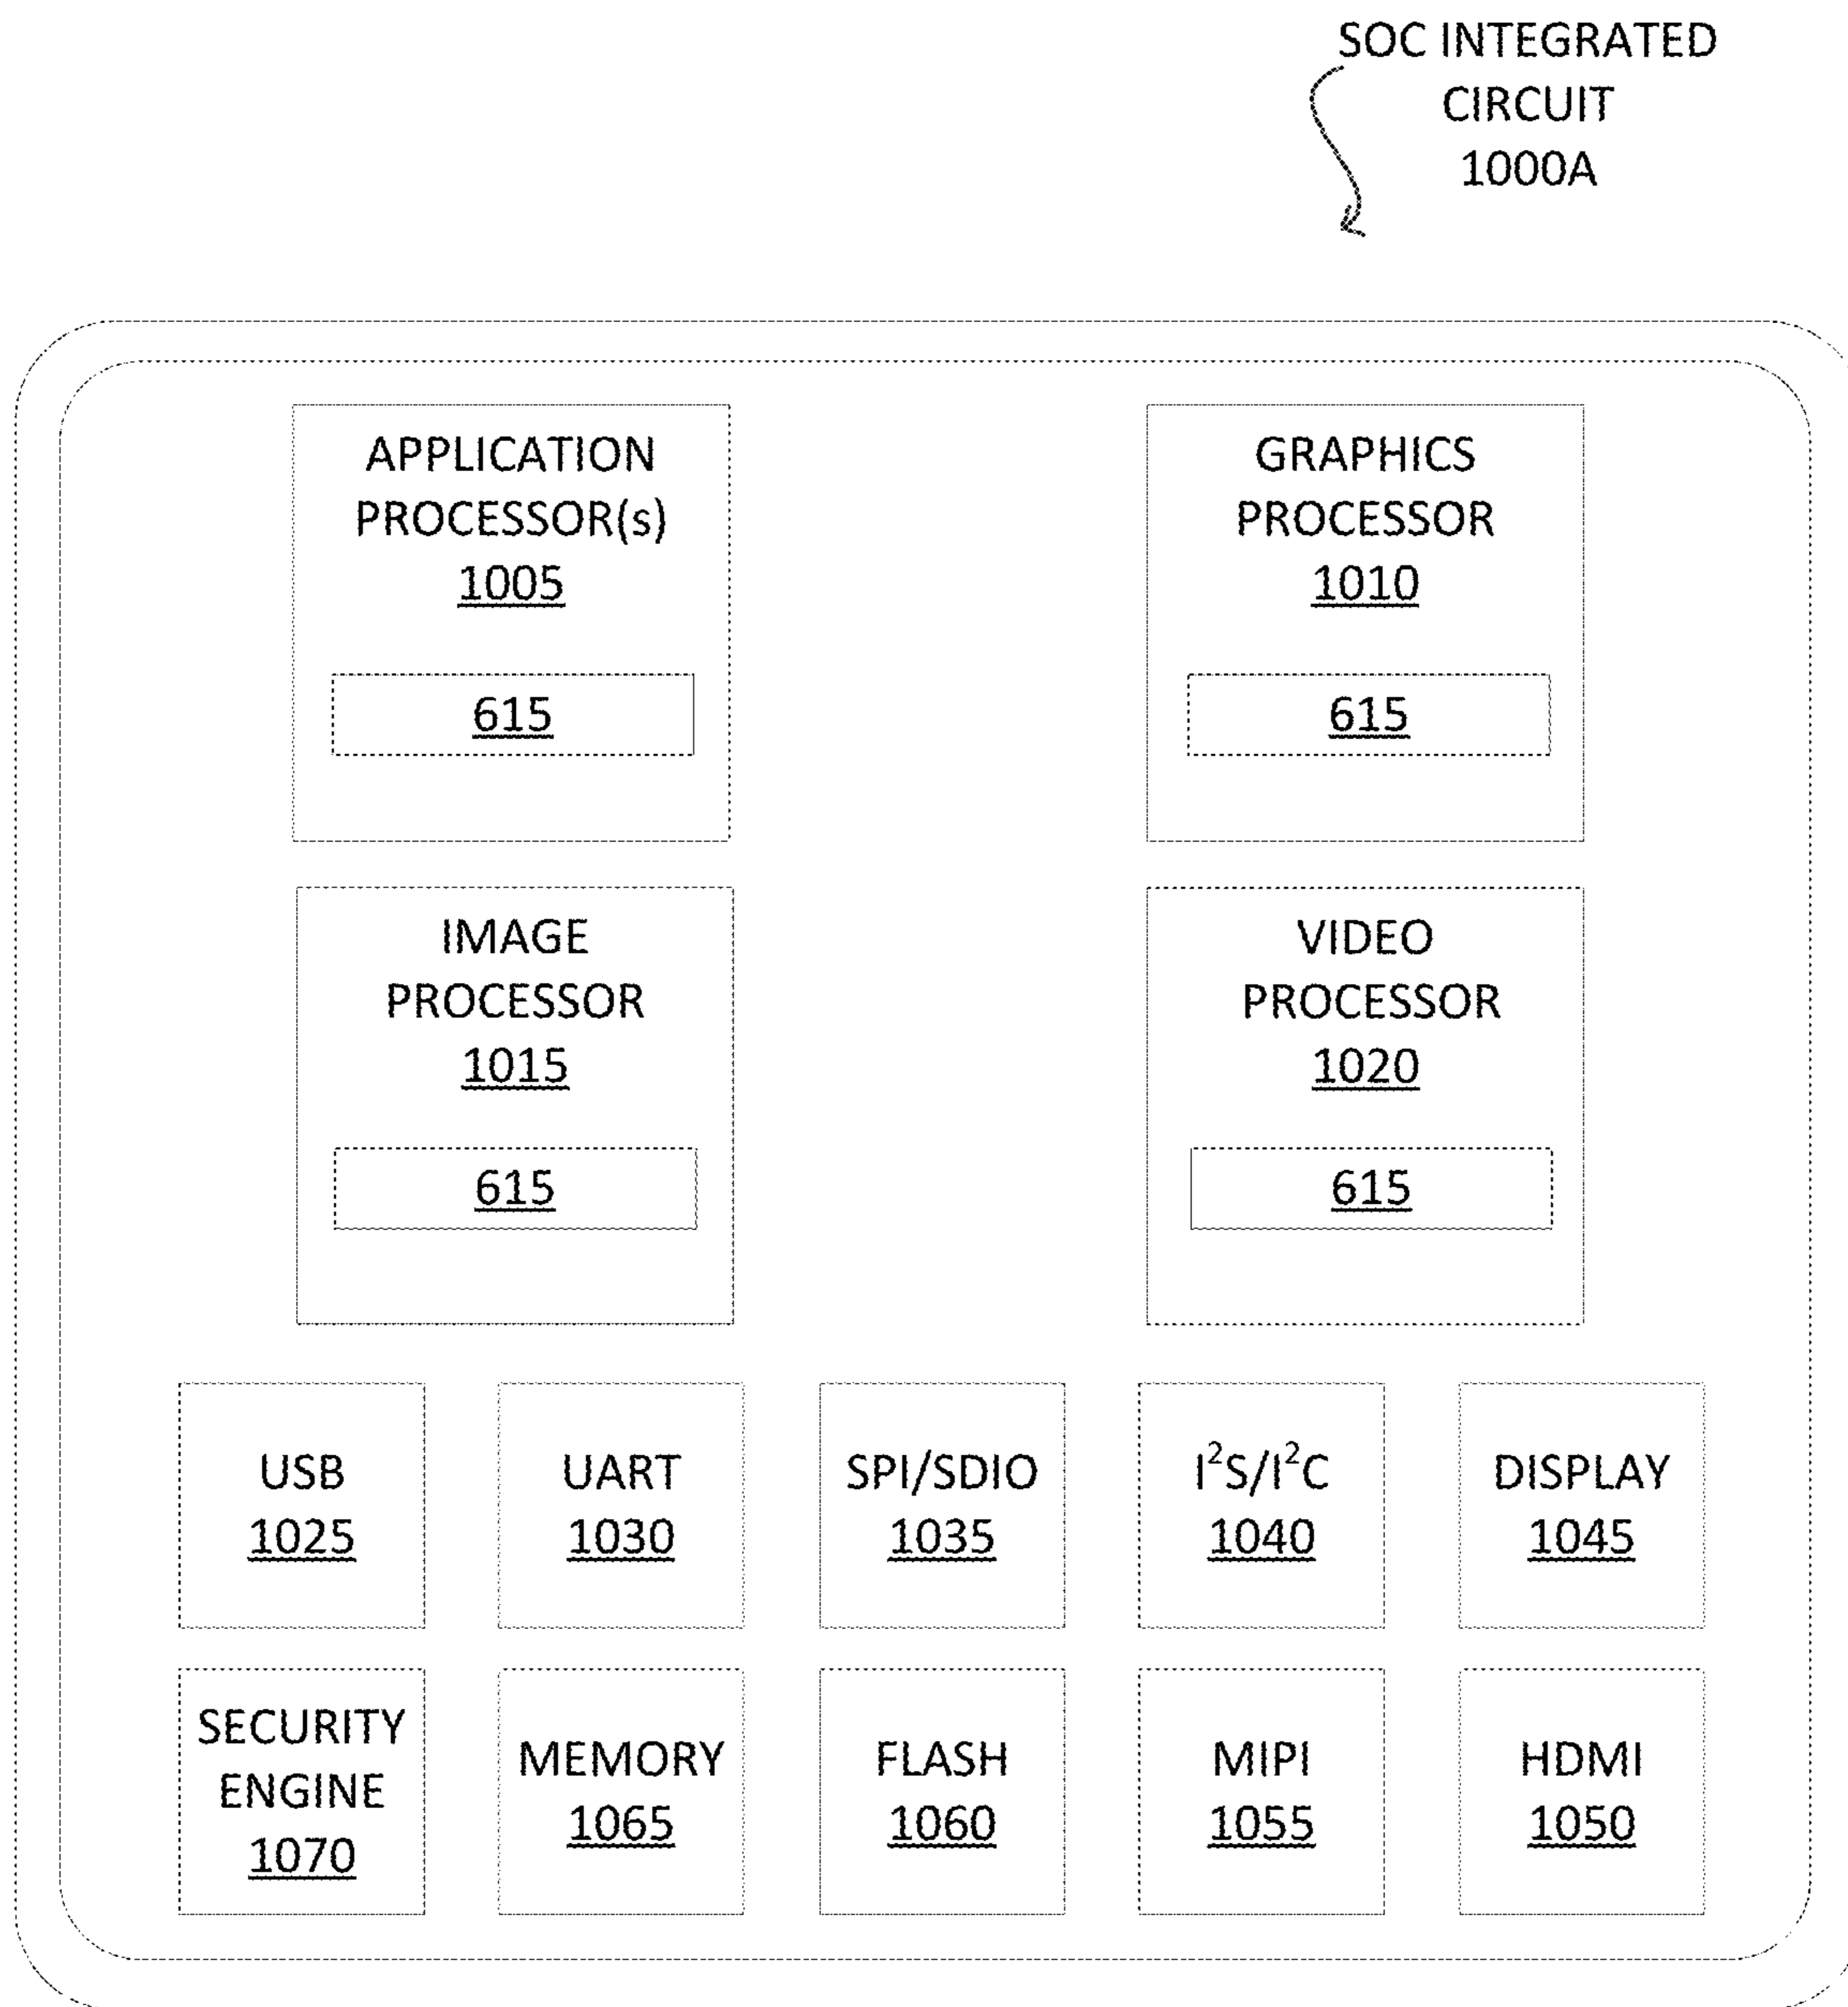 SOC INTEGRATED
CIRCUIT
1000A
APPLICATION
PROCESSOR(s)
1005
615
GRAPHICS
PROCESSOR
1010
615
IMAGE
PROCESSOR
1015
615
VIDEO
PROCESSOR
1020
615
USB
1025
UART
1030
SPI/SDIO
1035
I²S/I²C
1040
DISPLAY
1045
SECURITY
ENGINE
1070
MEMORY
1065
FLASH
1060
MIPI
1055
HDMI
1050